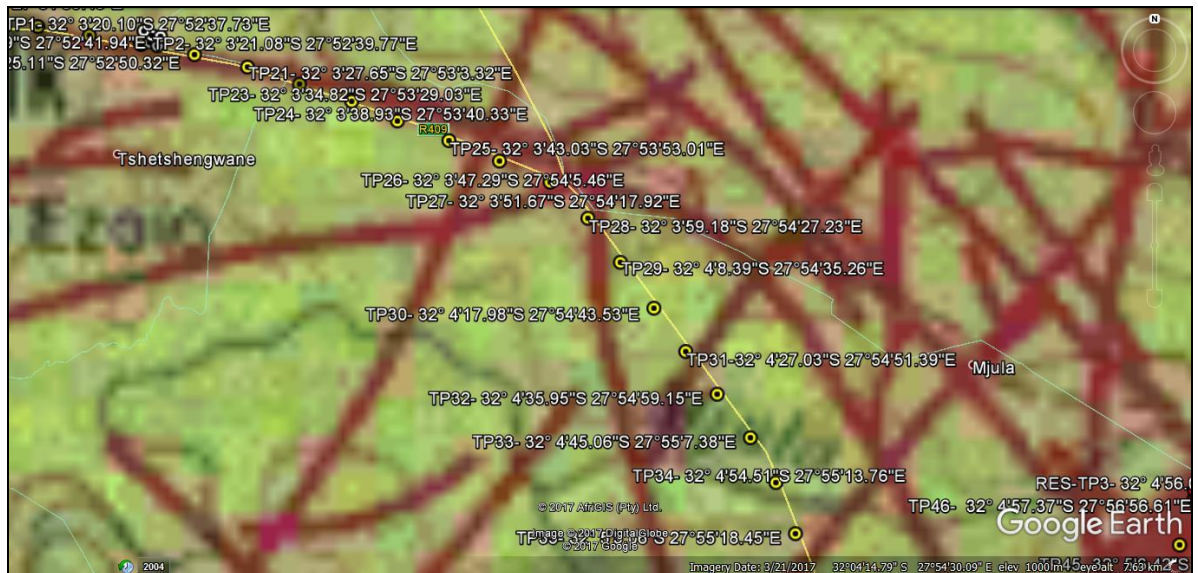 TP1- 32° 3'20.10"S 27°52'37.73"E
9"S 27°52'41.94"E
TP2- 32° 3'21.08"S 27°52'39.77"E
25.11"S 27°52'50.32"E
TP21- 32° 3'27.65"S 27°53'3.32"E
TP23- 32° 3'34.82"S 27°53'29.03"E
TP24- 32° 3'38.93"S 27°53'40.33"E
R409
TP25- 32° 3'43.03"S 27°53'53.01"E
Tshetshengwane
TP26- 32° 3'47.29"S 27°54'5.46"E
TP27- 32° 3'51.67"S 27°54'17.92"E
TP28- 32° 3'59.18"S 27°54'27.23"E
TP29- 32° 4'8.39"S 27°54'35.26"E
TP30- 32° 4'17.98"S 27°54'43.53"E
TP31-32° 4'27.03"S 27°54'51.39"E
Mjula
TP32- 32° 4'35.95"S 27°54'59.15"E
TP33- 32° 4'45.06"S 27°55'7.38"E
TP34- 32° 4'54.51"S 27°55'13.76"E
RES-TP3- 32° 4'56.0
TP46- 32° 4'57.37"S 27°56'56.61"E
© 2017 AfriGIS (Pty) Ltd.
Image © 2017 DigitalGlobe
27°55'18.45"E
© 2017 Google
Google Earth
2004
Imagery Date: 3/21/2017 32°04'14.79" S 27°54'30.09" E elev 1000 m eye alt 7.63 km
N